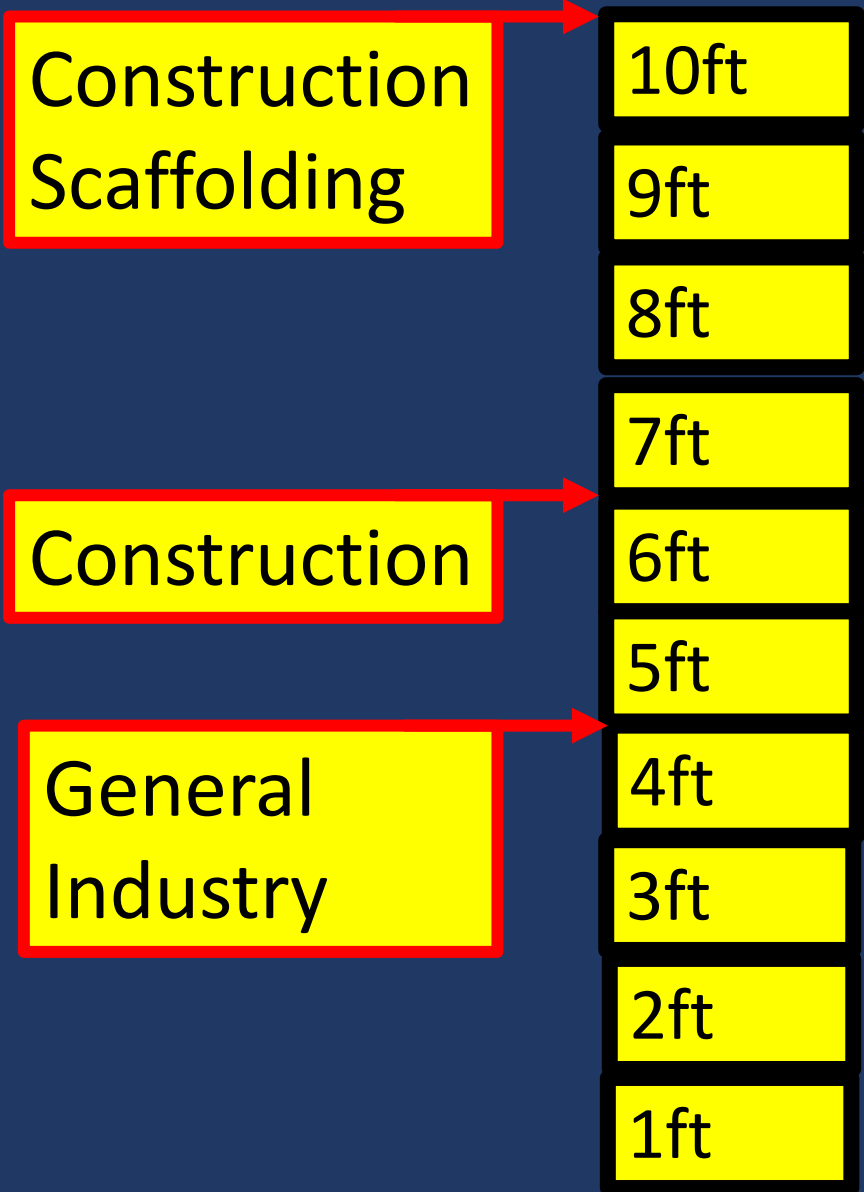 Construction
Scaffolding
10ft
9ft
8ft
7ft
Construction
6ft
5ft
General
Industry
4ft
3ft
2ft
1ft